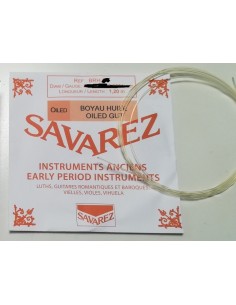 OILED
BOYAU HUILÉ
OILED GUT
SAVAREZ
INSTRUMENTS ANCIENS
EARLY PERIOD INSTRUMENTS
LUTHS, GUITARES ROMANTIQUES ET BAROQUES
VIELLES, VIOLES, VIHUELA
SAVAREZ